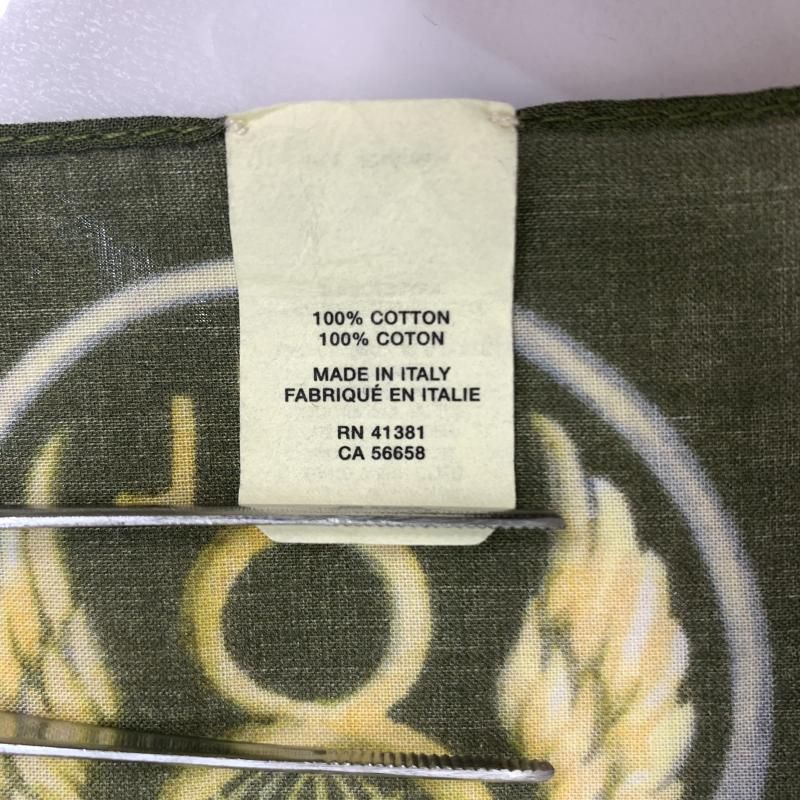 100% COTTON
100% COTON
MADE IN ITALY
FABRIQUÉ EN ITALIE
RN 41381
CA 56658